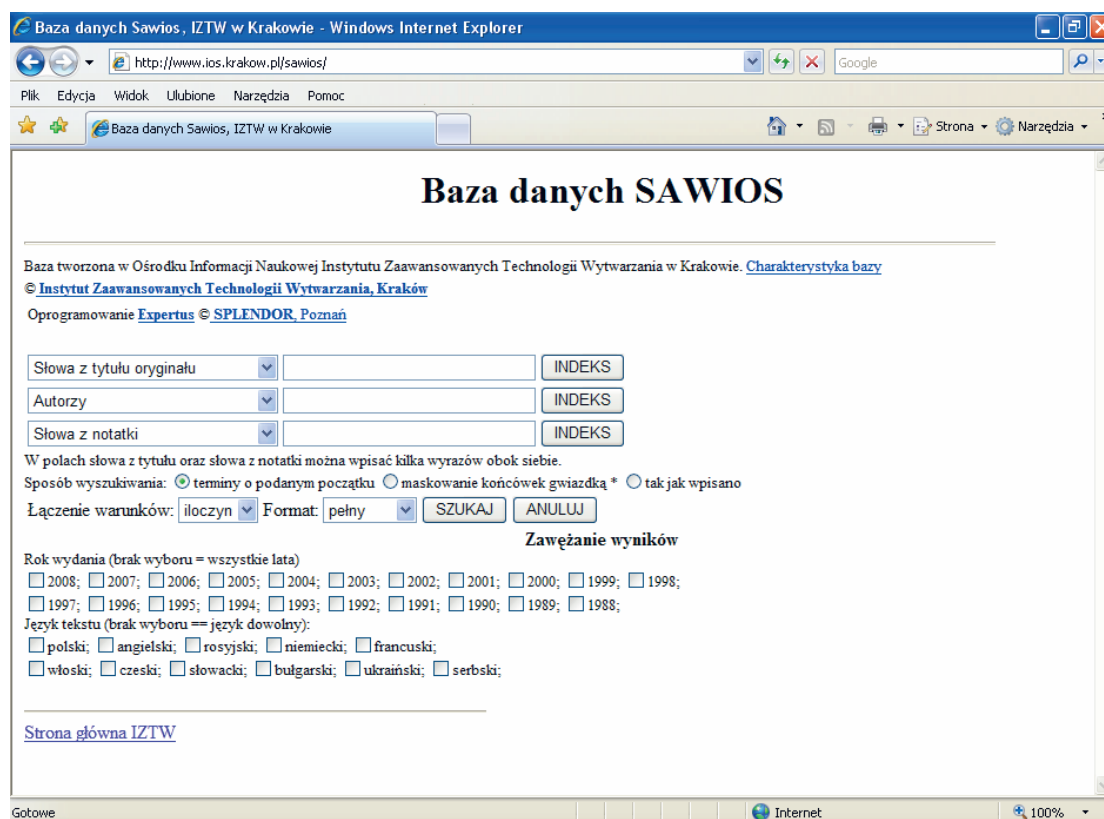 Baza danych Sawios, IZTW w Krakowie - Windows Internet Explorer
http://www.ios.krakow.pl/sawios/
Google
Plik Edycja Widok Ulubione Narzędzia Pomoc
Baza danych Sawios, IZTW w Krakowie
Strona Narzędzia
Baza danych SAWIOS
Baza tworzona w Ośrodku Informacji Naukowej Instytutu Zaawansowanych Technologii Wytwarzania w Krakowie. Charakterystyka bazy
© Instytut Zaawansowanych Technologii Wytwarzania, Kraków
Oprogramowanie Expertus © SPLENDOR, Poznań
Słowa z tytułu oryginału INDEKS
Autorzy INDEKS
Słowa z notatki INDEKS
W polach słowa z tytułu oraz słowa z notatki można wpisać kilka wyrazów obok siebie.
Sposób wyszukiwania: terminy o podanym początku maskowanie końcówek gwiazdką * tak jak wpisano
Łączenie warunków: iloczyn Format: pełny SZUKAJ ANULUJ
Zawężanie wyników
Rok wydania (brak wyboru = wszystkie lata)
2008; 2007; 2006; 2005; 2004; 2003; 2002; 2001; 2000; 1999; 1998;
1997; 1996; 1995; 1994; 1993; 1992; 1991; 1990; 1989; 1988;
Język tekstu (brak wyboru == język dowolny):
polski; angielski; rosyjski; niemiecki; francuski;
włoski; czeski; słowacki; bułgarski; ukraiński; serbski;
Strona główna IZTW
Gotowe Internet 100%